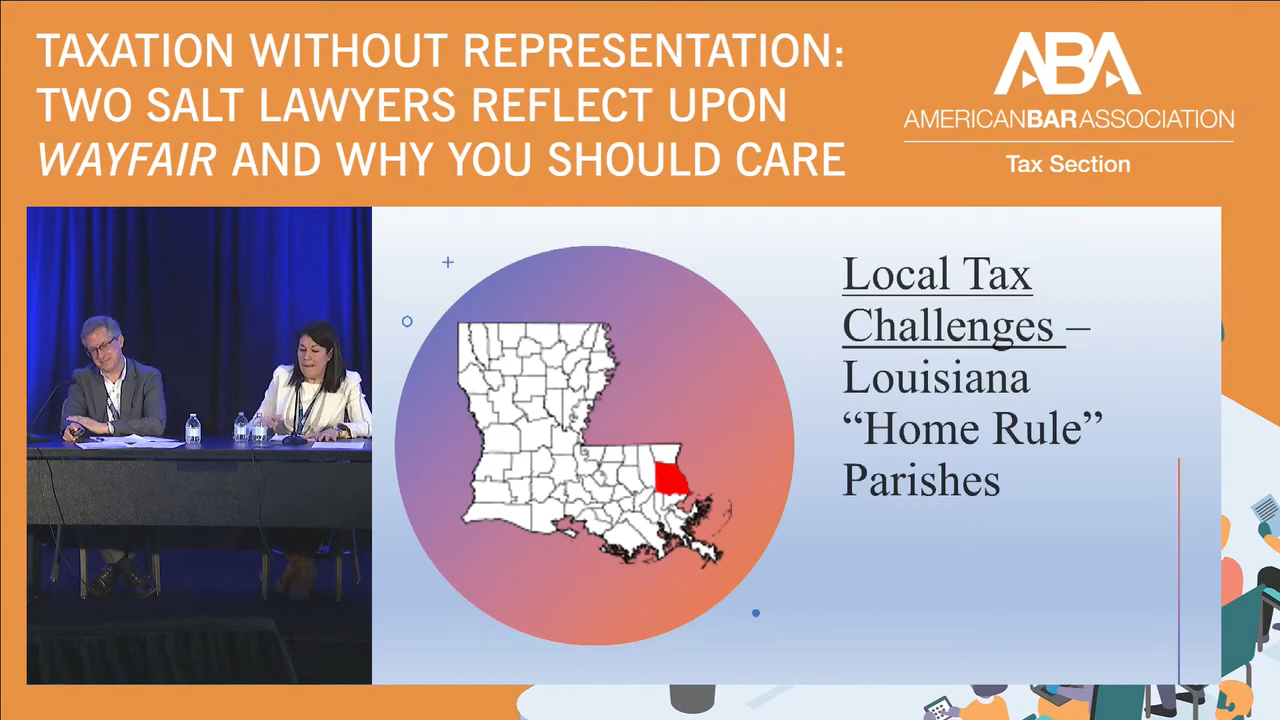 TAXATION WITHOUT REPRESENTATION:
TWO SALT LAWYERS REFLECT UPON
WAYFAIR AND WHY YOU SHOULD CARE
ABA
AMERICANBARASSOCIATION
Tax Section
Local Tax
Challenges –
Louisiana
“Home Rule”
Parishes